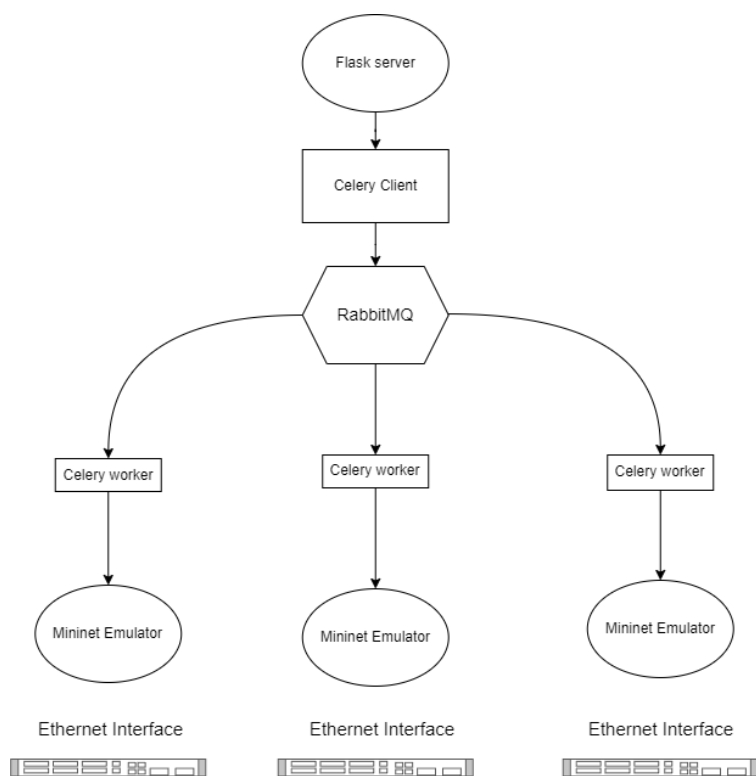 Flask server
Celery Client
RabbitMQ
Celery worker
Celery worker
Celery worker
Mininet Emulator
Mininet Emulator
Mininet Emulator
Ethernet Interface
Ethernet Interface
Ethernet Interface